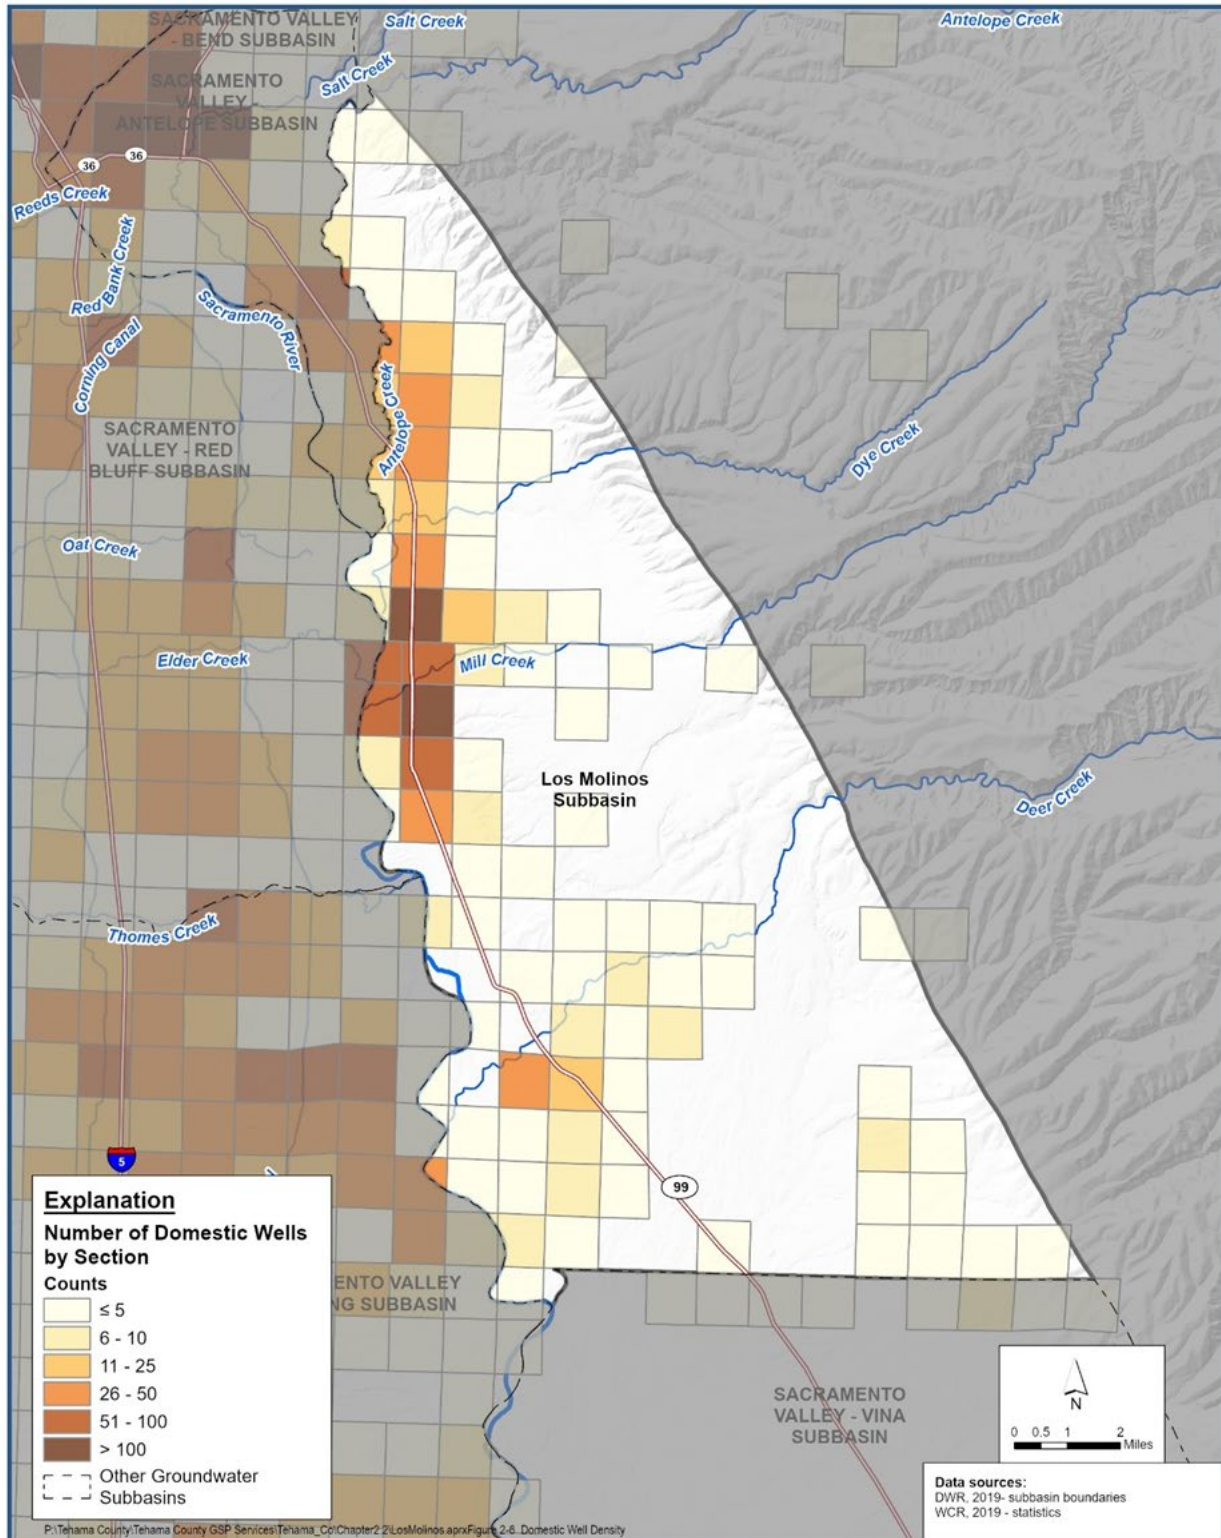 SACRAMENTO VALLEY
- BEND SUBBASIN
Salt Creek
Antelope Creek
SACRAMENTO
VALLEY -
ANTELOPE SUBBASIN
Salt Creek
36
36
Reeds Creek
Red Bank Creek
Sacramento River
Corning Canal
Antelope Creek
SACRAMENTO
VALLEY - RED
BLUFF SUBBASIN
Dye Creek
Oat Creek
Elder Creek
Mill Creek
Los Molinos
Subbasin
Deer Creek
Thomes Creek
5
99
Explanation
Number of Domestic Wells
by Section
Counts
≤ 5
6 - 10
11 - 25
26 - 50
51 - 100
> 100
Other Groundwater
Subbasins
ENTO VALLEY
NG SUBBASIN
SACRAMENTO
VALLEY - VINA
SUBBASIN
N
0 0.5 1 2
Miles
Data sources:
DWR, 2019- subbasin boundaries
WCR, 2019 - statistics
P:\Tehama County\Tehama County GSP Services\Tehama_Co\Chapter2 2\LosMolinos.aprxFigure 2-6. Domestic Well Density